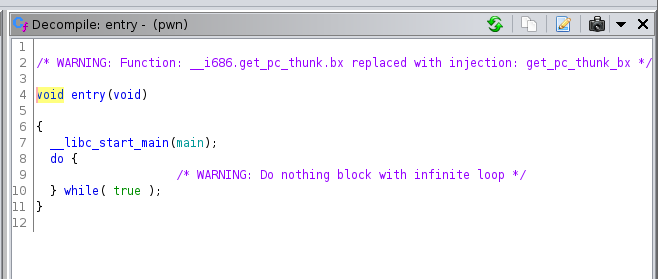 Decompile: entry - (pwn)
1
2 /* WARNING: Function: __i686.get_pc_thunk.bx replaced with injection: get_pc_thunk_bx */
3
4 void entry(void)
5
6 {
7 __libc_start_main(main);
8 do {
9 /* WARNING: Do nothing block with infinite loop */
10 } while( true );
11 }
12